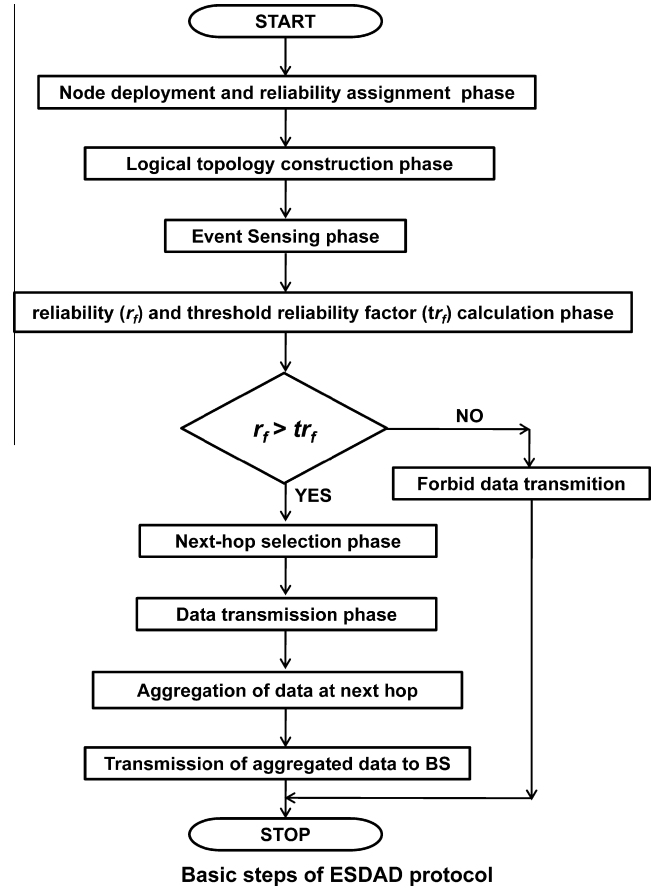 START
Node deployment and reliability assignment phase
Logical topology construction phase
Event Sensing phase
reliability (rf) and threshold reliability factor (trf) calculation phase
rf > trf
NO
Forbid data transmition
YES
Next-hop selection phase
Data transmission phase
Aggregation of data at next hop
Transmission of aggregated data to BS
STOP
Basic steps of ESDAD protocol